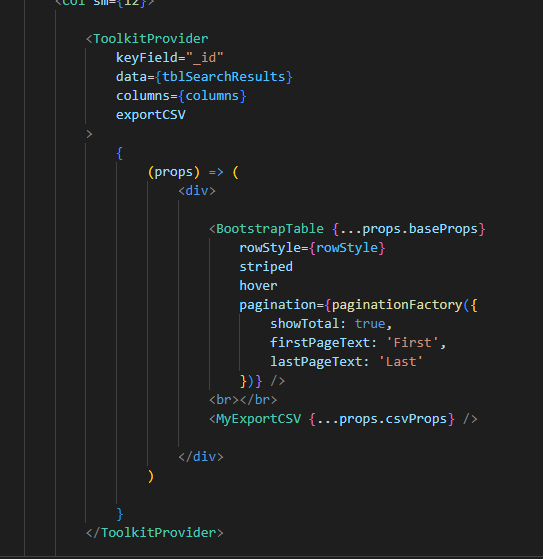 <Col sm={12}>
<ToolkitProvider
keyField="_id"
data={tblSearchResults}
columns={columns}
exportCSV
>
{
(props) => (
<div>
<BootstrapTable {...props.baseProps}
rowStyle={rowStyle}
striped
hover
pagination={paginationFactory({
showTotal: true,
firstPageText: 'First',
lastPageText: 'Last'
})} />
<br></br>
<MyExportCSV {...props.csvProps} />
</div>
)
}
</ToolkitProvider>